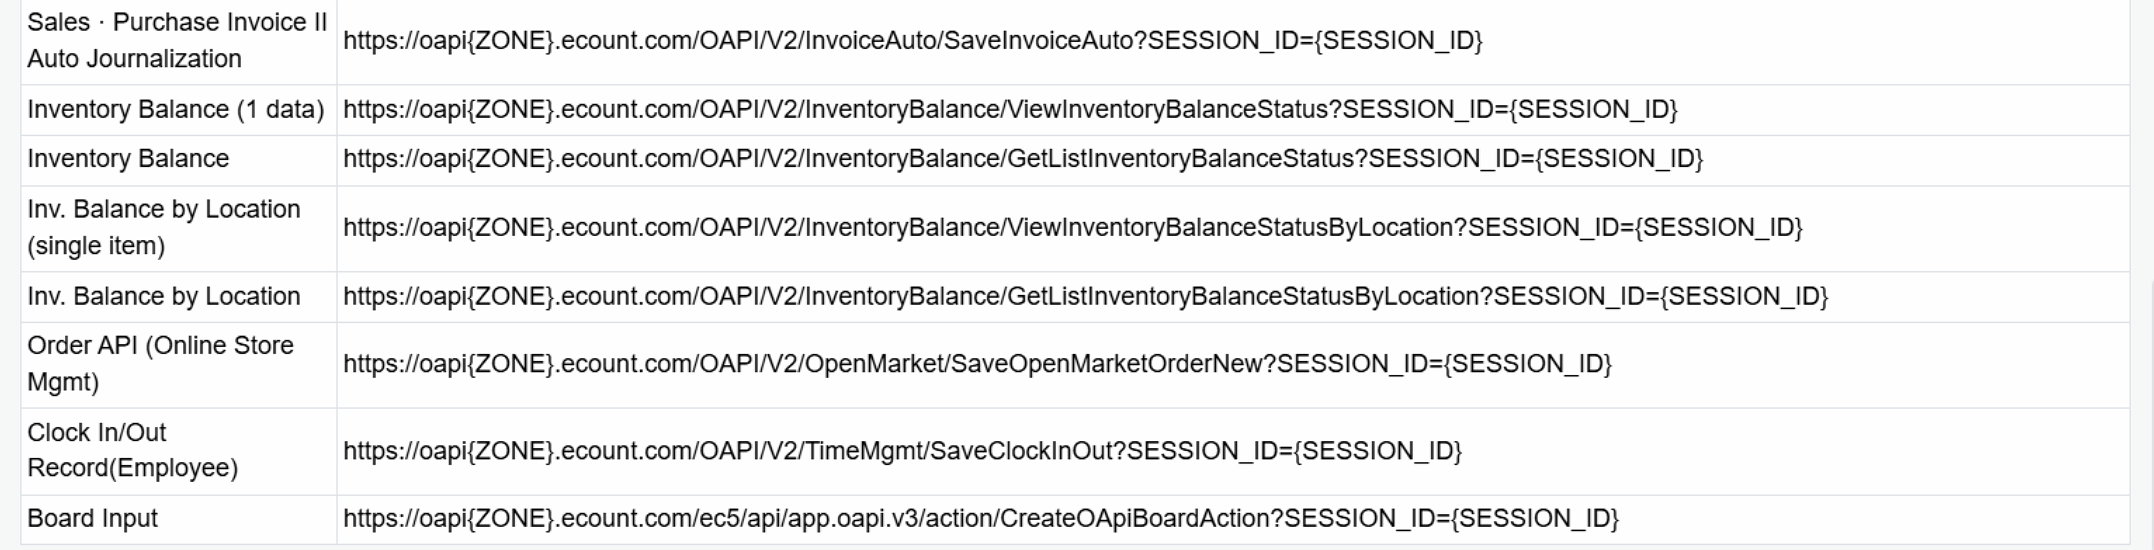 Sales · Purchase Invoice II
Auto Journalization
https://oapi{ZONE}.ecount.com/OAPI/V2/InvoiceAuto/SaveInvoiceAuto?SESSION_ID={SESSION_ID}
Inventory Balance (1 data)
https://oapi{ZONE}.ecount.com/OAPI/V2/InventoryBalance/ViewInventoryBalanceStatus?SESSION_ID={SESSION_ID}
Inventory Balance
https://oapi{ZONE}.ecount.com/OAPI/V2/InventoryBalance/GetListInventoryBalanceStatus?SESSION_ID={SESSION_ID}
Inv. Balance by Location
(single item)
https://oapi{ZONE}.ecount.com/OAPI/V2/InventoryBalance/ViewInventoryBalanceStatusByLocation?SESSION_ID={SESSION_ID}
Inv. Balance by Location
https://oapi{ZONE}.ecount.com/OAPI/V2/InventoryBalance/GetListInventoryBalanceStatusByLocation?SESSION_ID={SESSION_ID}
Order API (Online Store
Mgmt)
https://oapi{ZONE}.ecount.com/OAPI/V2/OpenMarket/SaveOpenMarketOrderNew?SESSION_ID={SESSION_ID}
Clock In/Out
Record(Employee)
https://oapi{ZONE}.ecount.com/OAPI/V2/TimeMgmt/SaveClockInOut?SESSION_ID={SESSION_ID}
Board Input
https://oapi{ZONE}.ecount.com/ec5/api/app.oapi.v3/action/CreateOApiBoardAction?SESSION_ID={SESSION_ID}